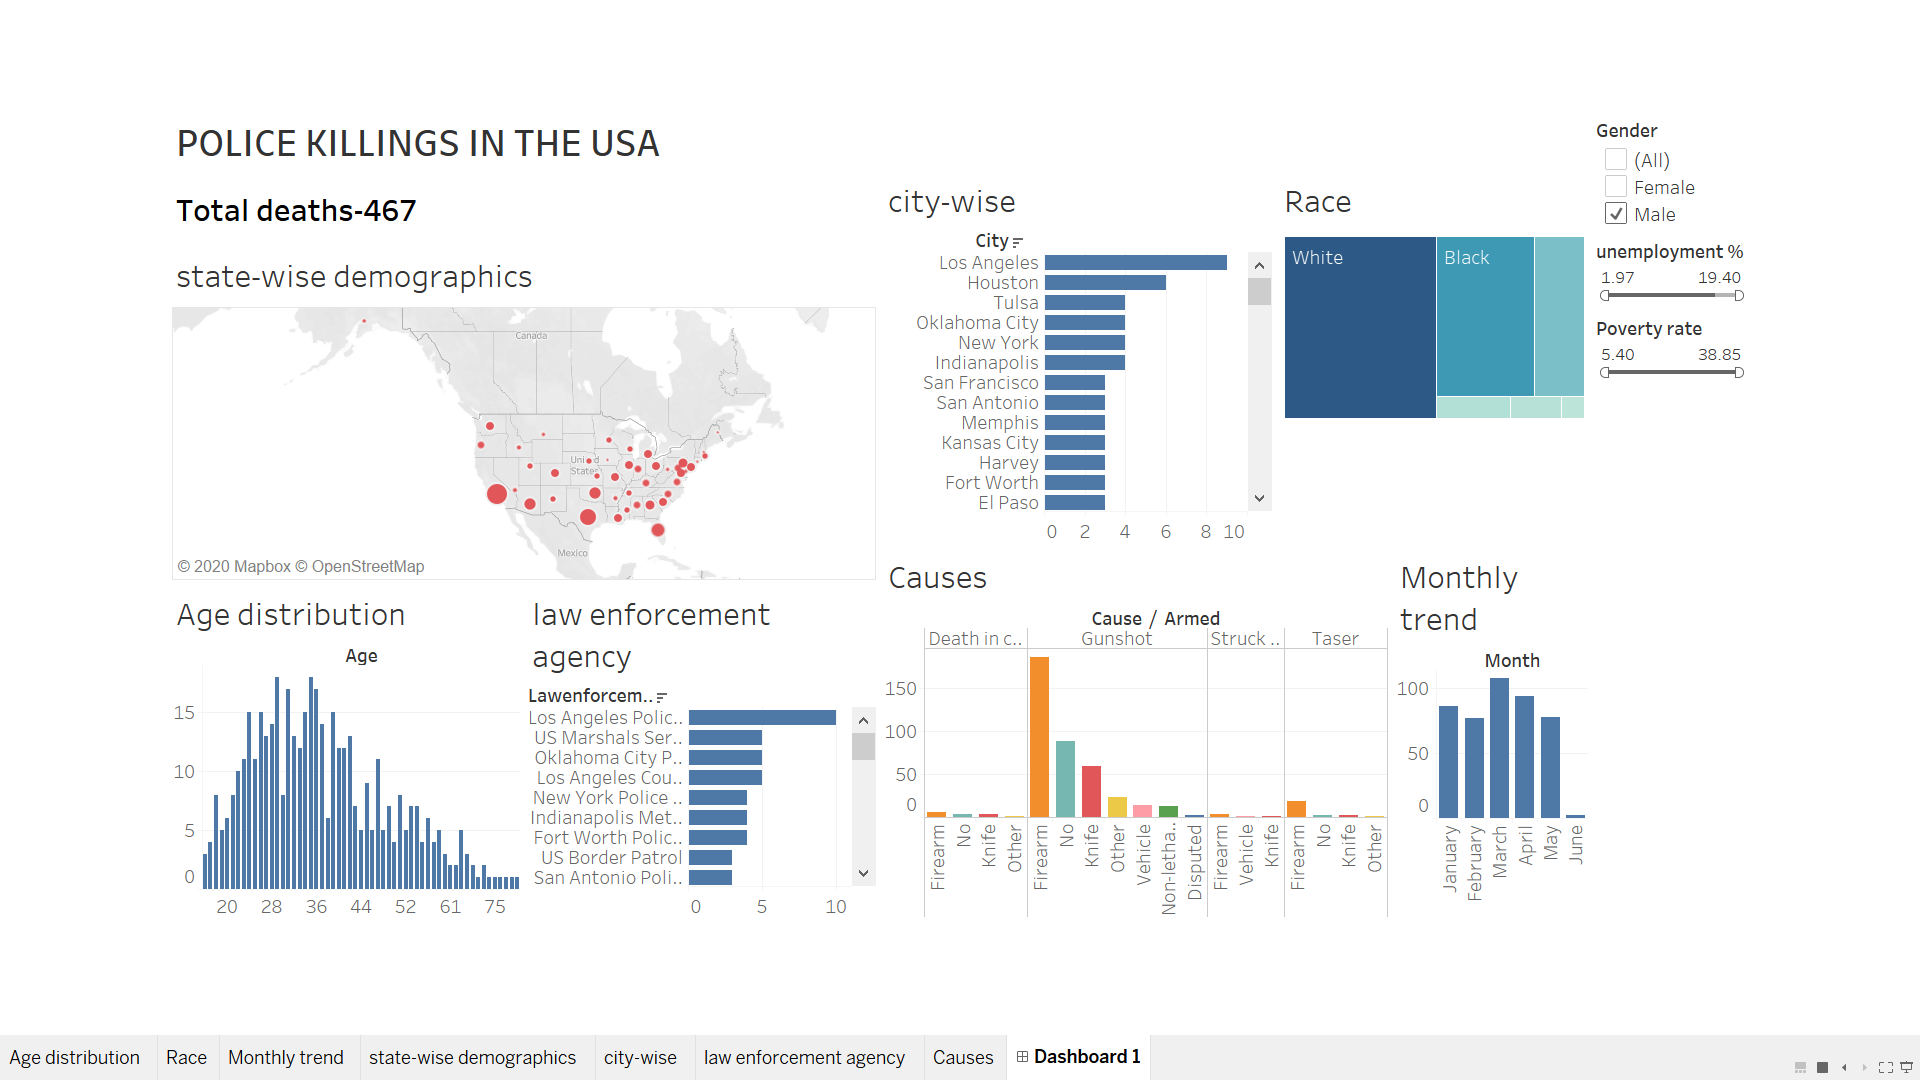 POLICE KILLINGS IN THE USA
Total deaths-467
state-wise demographics
Canada
United
States
Mexico
© 2020 Mapbox © OpenStreetMap
city-wise
City
Los Angeles
Houston
Tulsa
Oklahoma City
New York
Indianapolis
San Francisco
San Antonio
Memphis
Kansas City
Harvey
Fort Worth
El Paso
0 2 4 6 8 10
Race
White
Black
Gender
(All)
Female
Male
unemployment %
1.97 19.40
Poverty rate
5.40 38.85
Age distribution
Age
15
10
5
0
20 28 36 44 52 61 75
law enforcement
agency
Lawenforcem..
Los Angeles Polic..
US Marshals Ser..
Oklahoma City P..
Los Angeles Cou..
New York Police ..
Indianapolis Met..
Fort Worth Polic..
US Border Patrol
San Antonio Poli..
0 5 10
Causes
Cause / Armed
Death in c.. Gunshot Struck .. Taser
150
100
50
0
Firearm No Knife Other Firearm No Knife Other Vehicle Non-letha.. Disputed Firearm Vehicle Knife Firearm No Knife Other
Monthly
trend
Month
100
50
0
January February March April May June
Age distribution Race Monthly trend state-wise demographics city-wise law enforcement agency Causes Dashboard 1